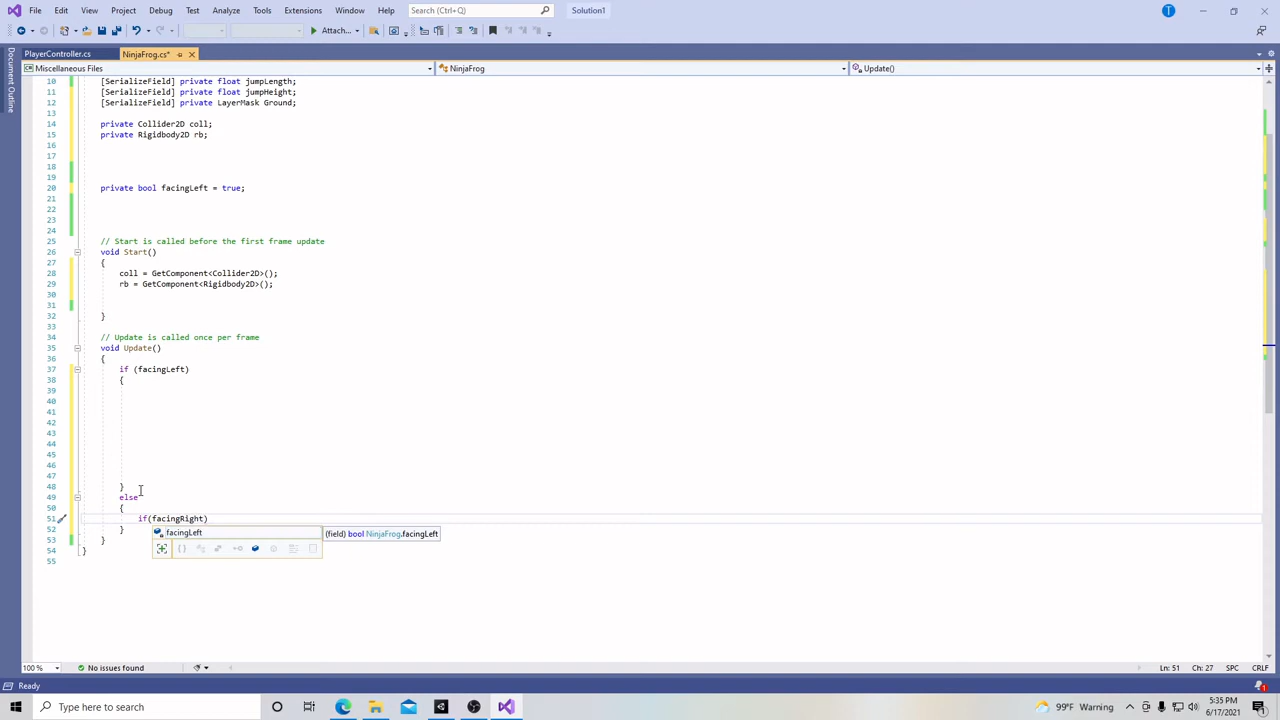 File Edit View Git Debug Test Analyze Tools Extensions Window Help Search (Ctrl+Q) Solution1
Attach...
PlayerController.cs NinjaFrog.cs*
Miscellaneous Files NinjaFrog Update()
Document Outline
10 [SerializeField] private float jumpLength;
11 [SerializeField] private float jumpHeight;
12 [SerializeField] private LayerMask Ground;
13
14 private Collider2D coll;
15 private Rigidbody2D rb;
16
17
18
19
20 private bool facingLeft = true;
21
22
23
24
25 // Start is called before the first frame update
26 void Start()
27 {
28 coll = GetComponent<Collider2D>();
29 rb = GetComponent<Rigidbody2D>();
30
31
32 }
33
34 // Update is called once per frame
35 void Update()
36 {
37 if (facingLeft)
38 {
39
40
41
42
43
44
45
46
47
48 }
49 else
50 {
51 if(facingRight)
52 }
53 }
54 }
55
facingLeft
(field) bool NinjaFrog.facingLeft
100 % No issues found Ln: 51 Ch: 27 SPC CRLF
Ready 1
Type here to search 99°F Mostly sunny 5:35 PM
6/17/2021
T